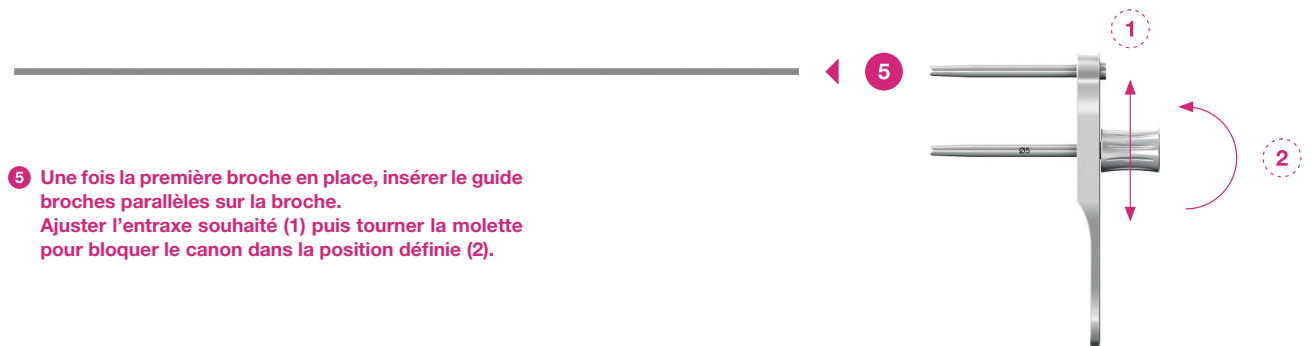 1
5
Ø5
2
5 Une fois la première broche en place, insérer le guide
broches parallèles sur la broche.
Ajuster l’entraxe souhaité (1) puis tourner la molette
pour bloquer le canon dans la position définie (2).